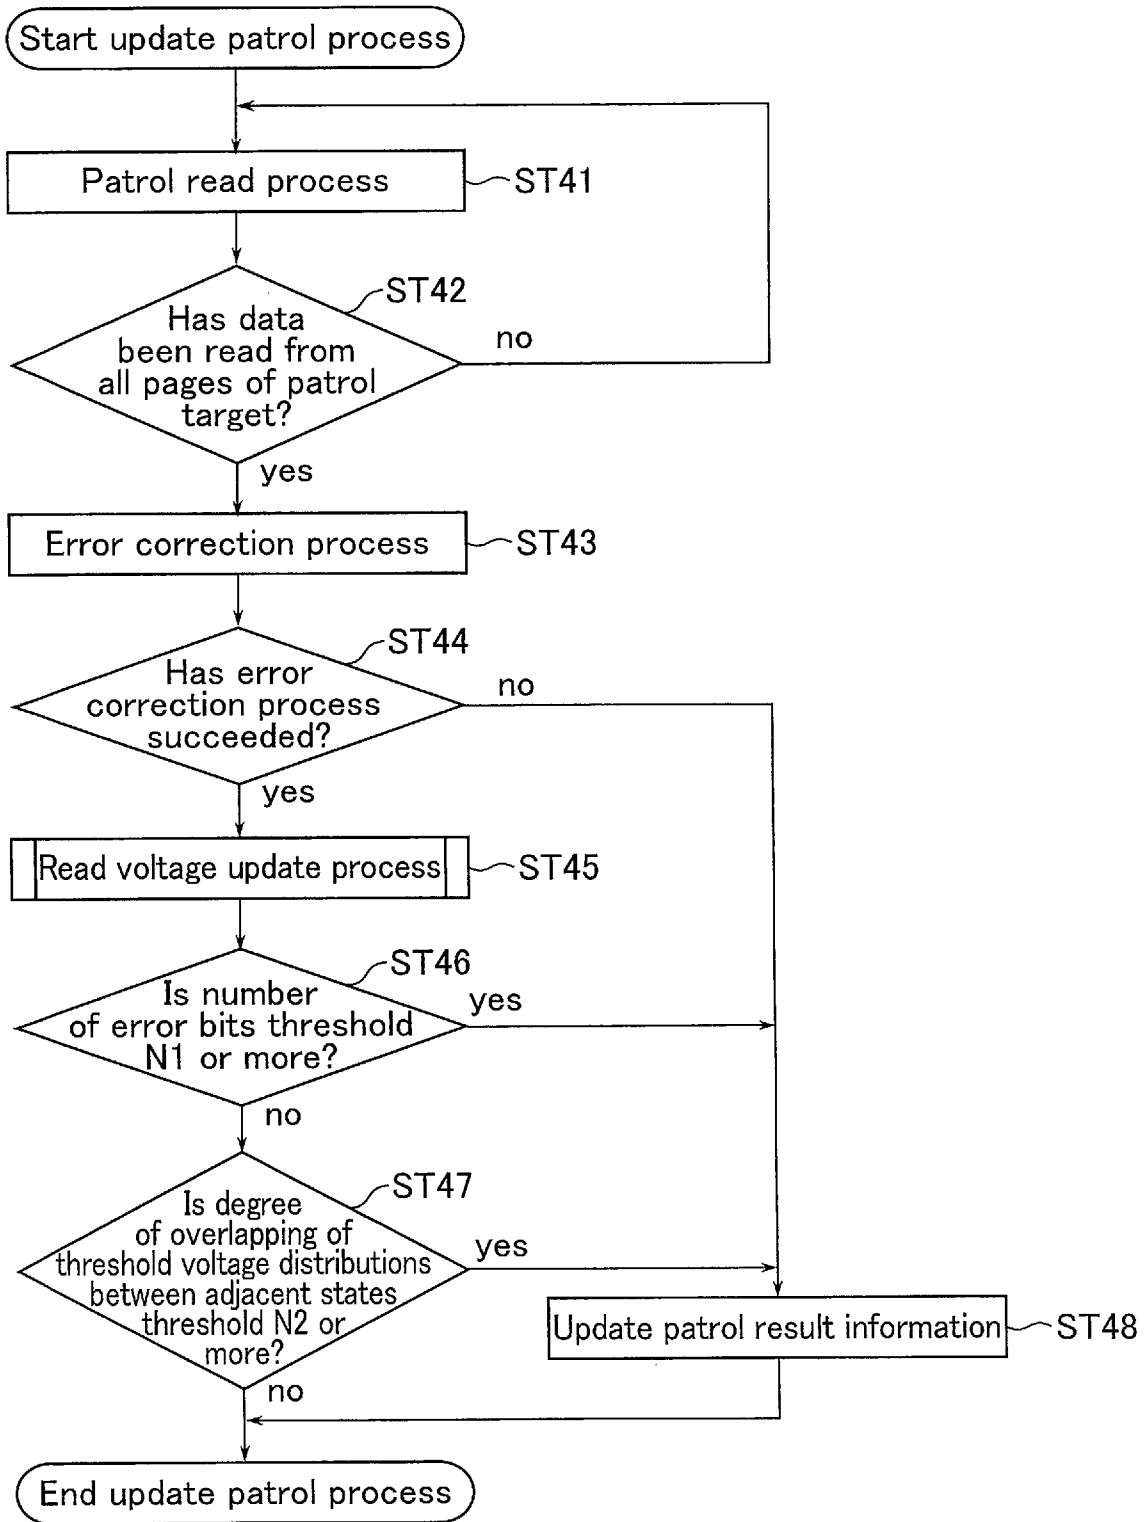 Start update patrol process
Patrol read process
ST41
ST42
Has data
been read from
all pages of patrol
target?
no
yes
Error correction process
ST43
ST44
Has error
correction process
succeeded?
no
yes
Read voltage update process
ST45
ST46
Is number
of error bits threshold
N1 or more?
yes
no
ST47
Is degree
of overlapping of
threshold voltage distributions
between adjacent states
threshold N2 or
more?
yes
no
Update patrol result information
ST48
End update patrol process